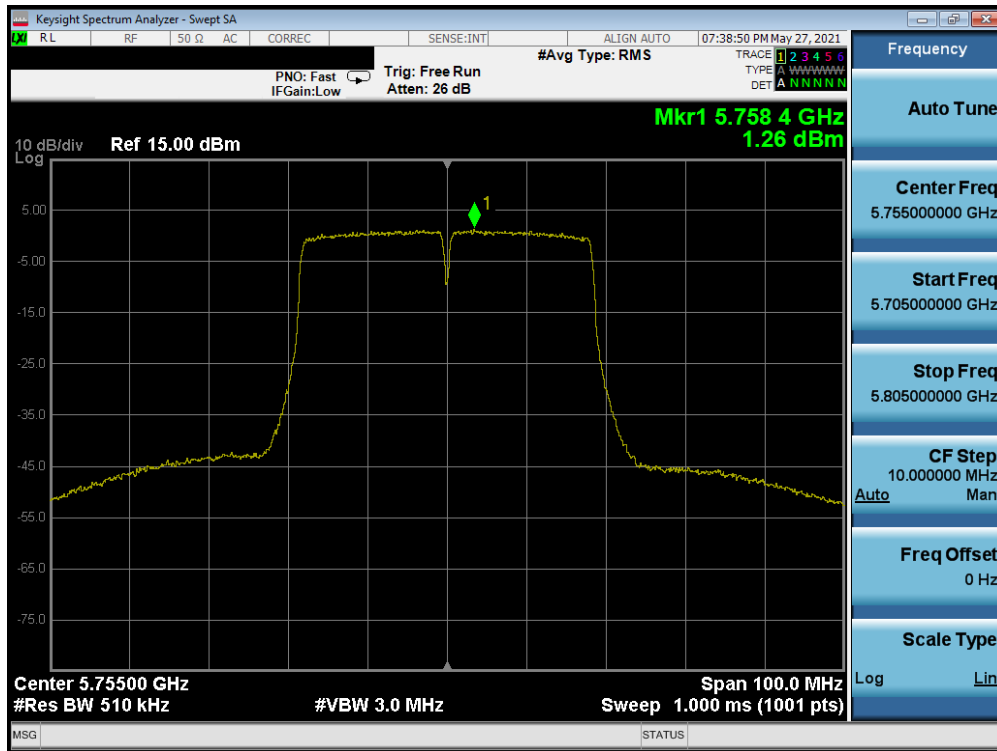 Keysight Spectrum Analyzer - Swept SA
LXI RL RF 50 Ω AC CORREC SENSE:INT ALIGN AUTO 07:38:50 PM May 27, 2021
PNO: Fast Trig: Free Run #Avg Type: RMS TRACE 1 2 3 4 5 6
IFGain:Low Atten: 26 dB TYPE A WWWWW
DET A N N N N N
Mkr1 5.758 4 GHz
1.26 dBm
10 dB/div Ref 15.00 dBm
Log
1
5.00
-5.00
-15.0
-25.0
-35.0
-45.0
-55.0
-65.0
-75.0
Center 5.75500 GHz Span 100.0 MHz
#Res BW 510 kHz #VBW 3.0 MHz Sweep 1.000 ms (1001 pts)
MSG STATUS
Frequency
Auto Tune
Center Freq
5.755000000 GHz
Start Freq
5.705000000 GHz
Stop Freq
5.805000000 GHz
CF Step
10.000000 MHz
Auto Man
Freq Offset
0 Hz
Scale Type
Log Lin